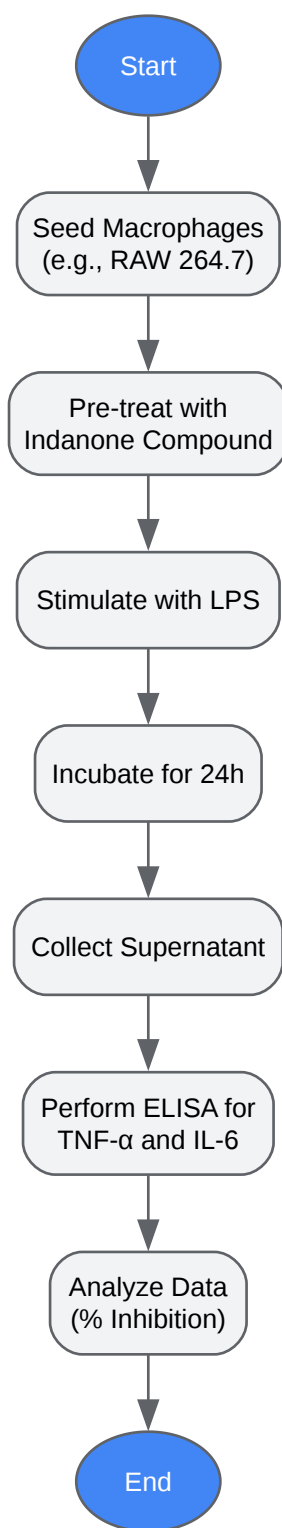 Start
Seed Macrophages
(e.g., RAW 264.7)
Pre-treat with
Indanone Compound
Stimulate with LPS
Incubate for 24h
Collect Supernatant
Perform ELISA for
TNF-α and IL-6
Analyze Data
(% Inhibition)
End